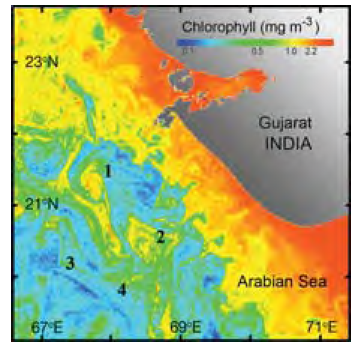 Chlorophyll (mg m⁻³)
0.1 0.5 1.0 2.2
23°N
Gujarat
INDIA
1
21°N
2
3
4
Arabian Sea
67°E 69°E 71°E